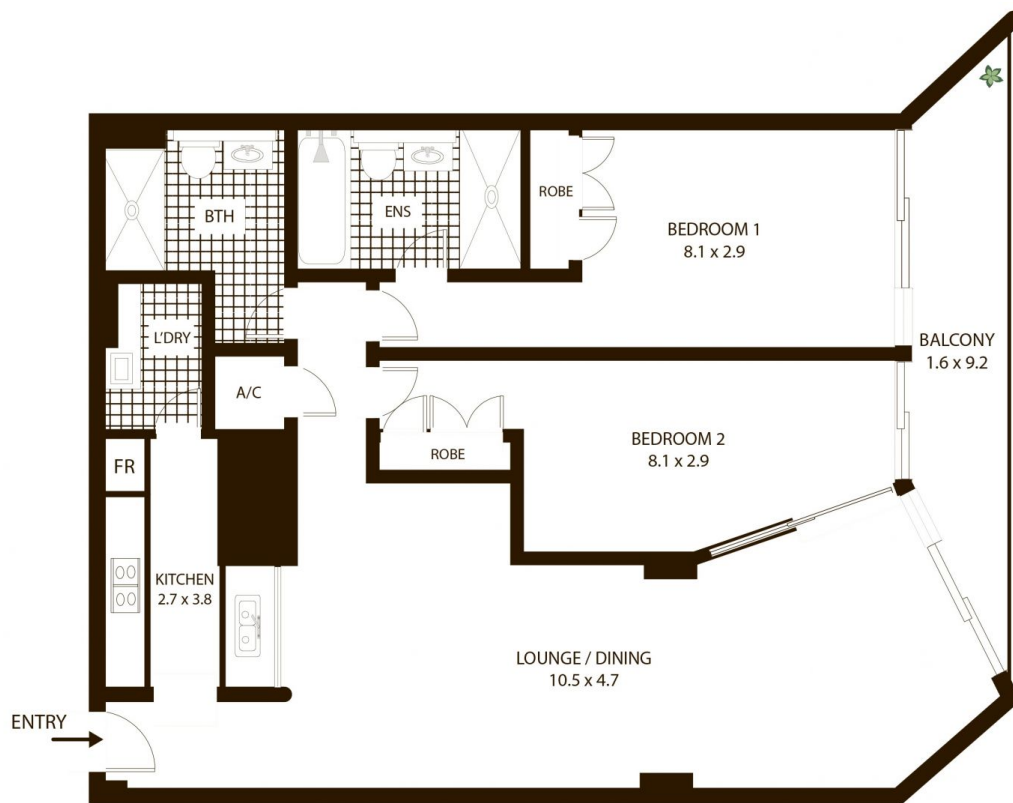 BTH
ENS
ROBE
BEDROOM 1
8.1 x 2.9
L'DRY
BALCONY
1.6 x 9.2
A/C
BEDROOM 2
8.1 x 2.9
ROBE
FR
KITCHEN
2.7 x 3.8
LOUNGE / DINING
10.5 x 4.7
ENTRY